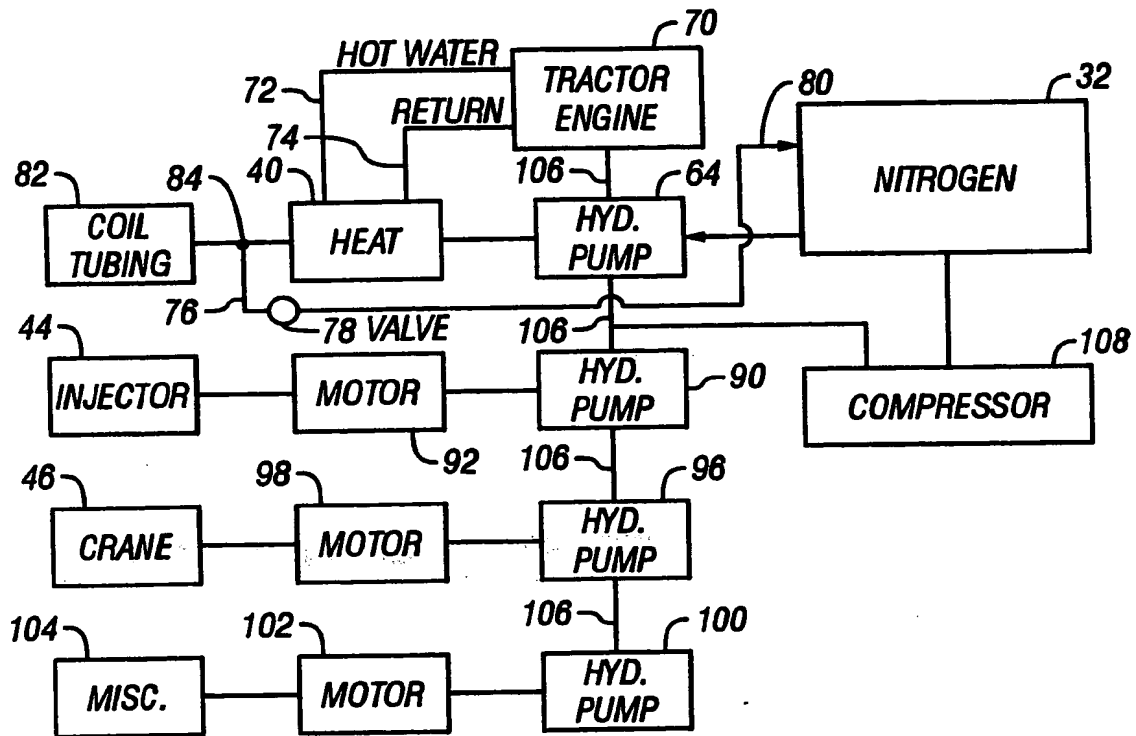 70
HOT WATER
TRACTOR
ENGINE
72
RETURN
80
32
74
NITROGEN
82
84
40
106
64
COIL
TUBING
HEAT
HYD.
PUMP
76
78 VALVE
106
44
108
INJECTOR
MOTOR
HYD.
PUMP
90
COMPRESSOR
92
106
46
98
96
CRANE
MOTOR
HYD.
PUMP
104
102
106
100
MISC.
MOTOR
HYD.
PUMP